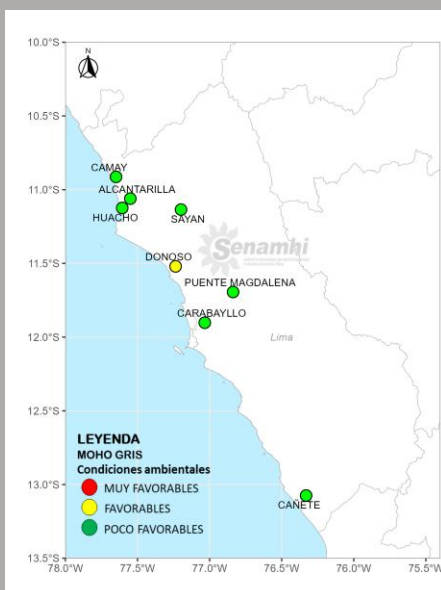 10.0°S
N
10.5°S
CAMAY
11.0°S
ALCANTARILLA
HUACHO
SAYAN
Senamhi
DONOSO
11.5°S
PUENTE MAGDALENA
CARABAYLLO
12.0°S
Lima
12.5°S
LEYENDA
MOHO GRIS
Condiciones ambientales
MUY FAVORABLES
13.0°S
FAVORABLES
CAÑETE
POCO FAVORABLES
13.5°S
78.0°W 77.5°W 77.0°W 76.5°W 76.0°W 75.5°W